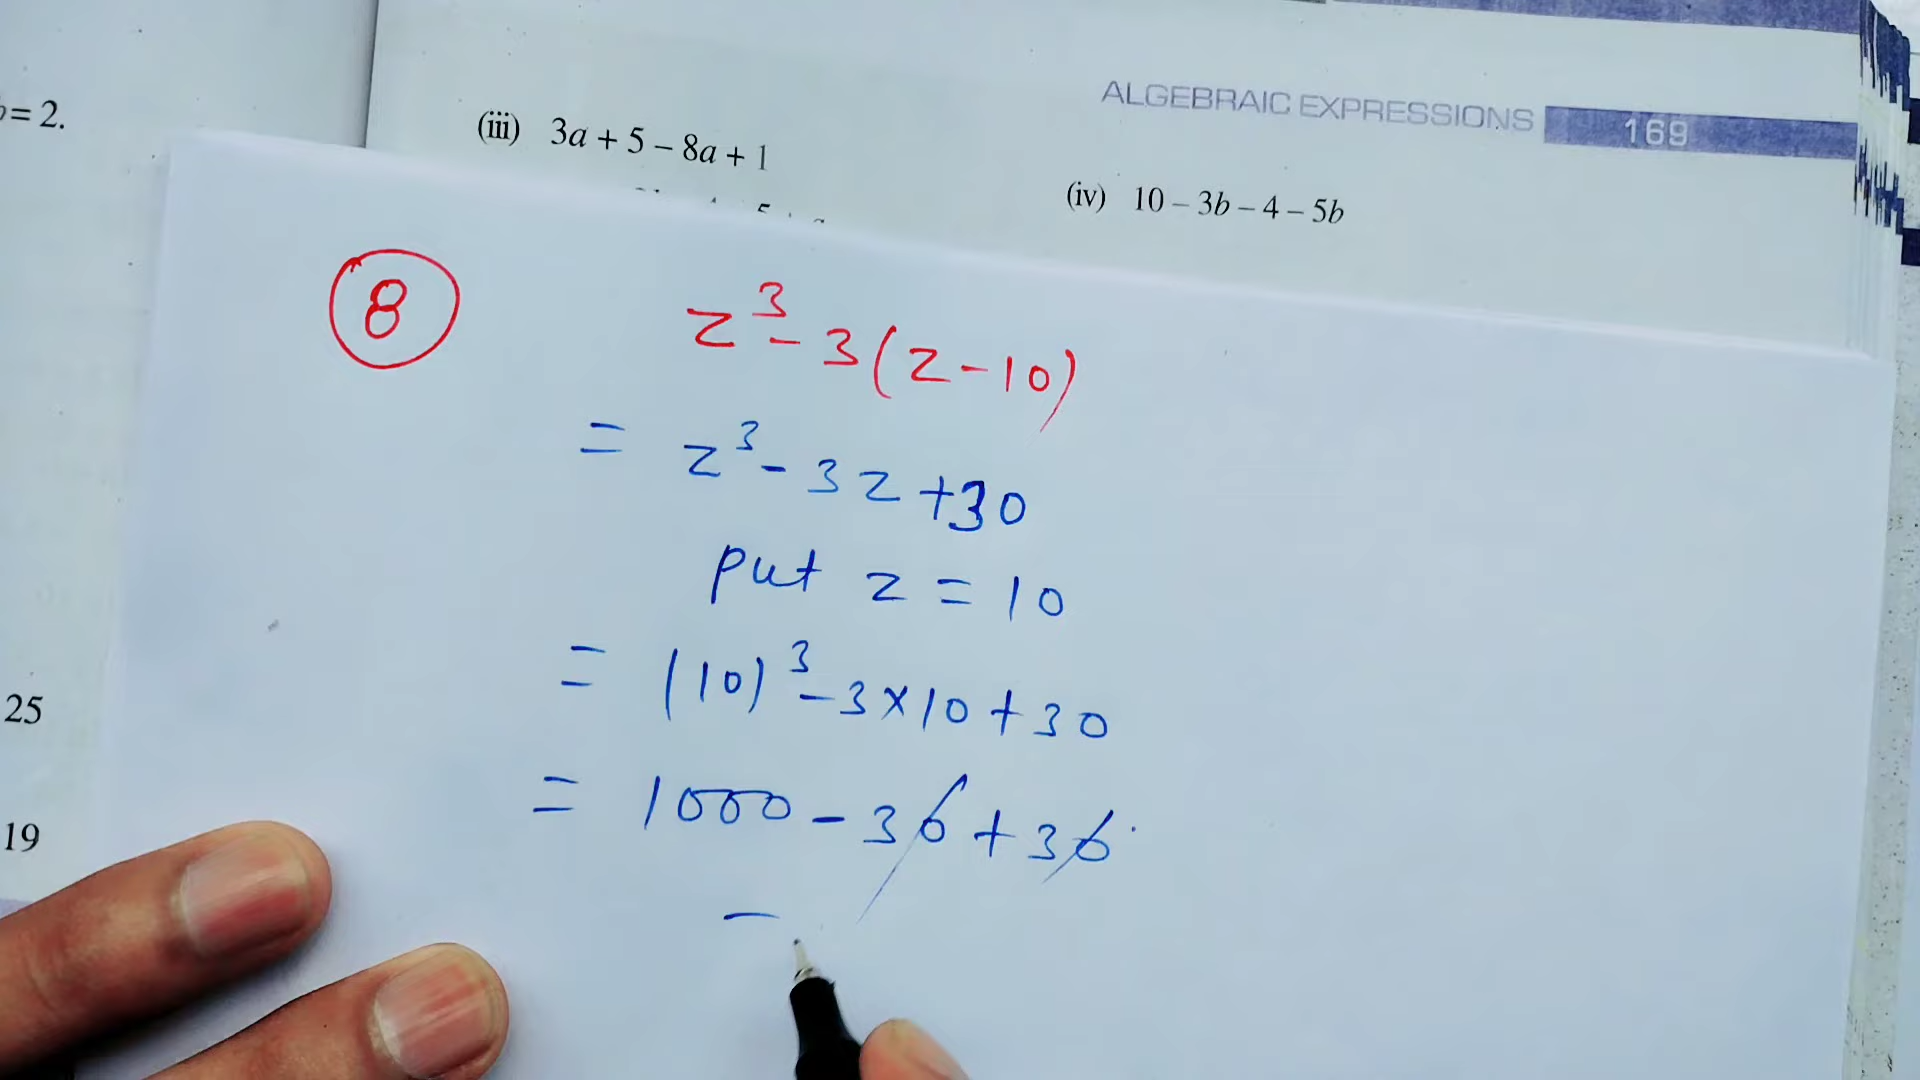 ALGEBRAIC EXPRESSIONS 169
= 2.
(iii) 3a + 5 – 8a + 1
(iv) 10 – 3b – 4 – 5b
8
z³ - 3(z - 10)
= z³ - 3z + 30
put z = 10
= (10)³ - 3 × 10 + 30
= 1000 - 30 + 30
25
19